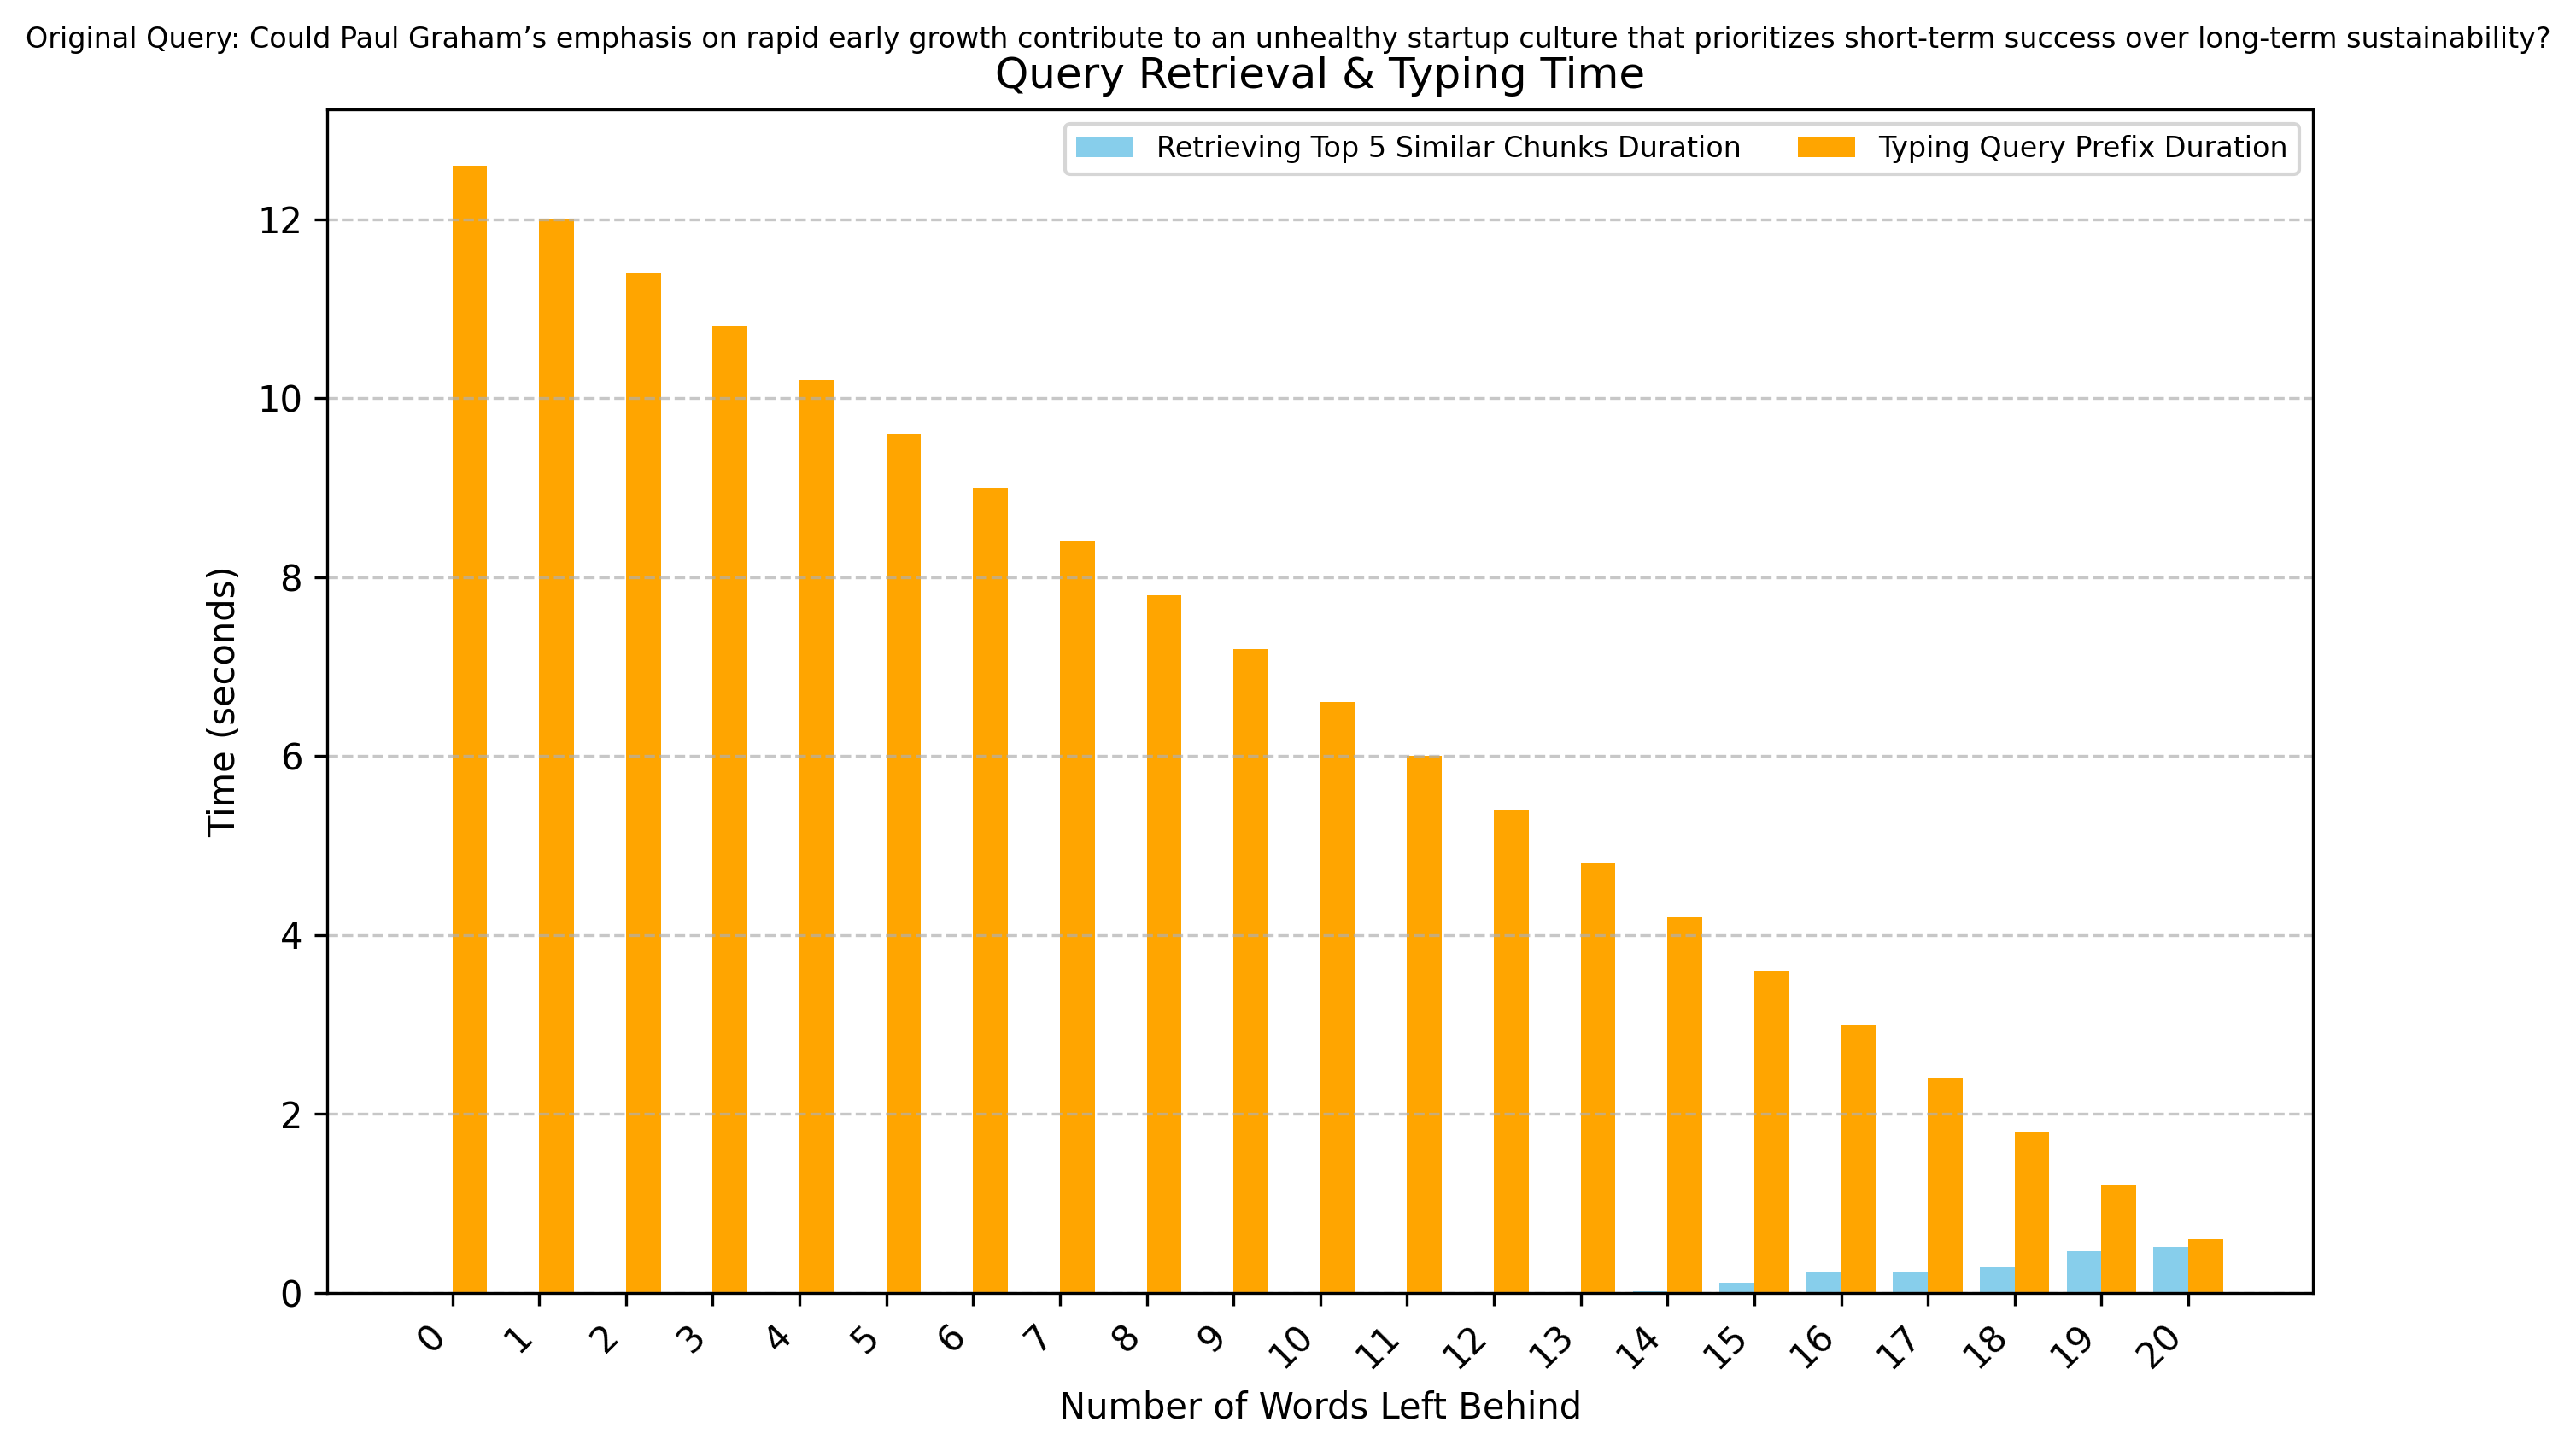 Original Query: Could Paul Graham’s emphasis on rapid early growth contribute to an unhealthy startup culture that prioritizes short-term success over long-term sustainability?
Query Retrieval & Typing Time
Retrieving Top 5 Similar Chunks Duration Typing Query Prefix Duration
12
10
8
6
4
2
0
Time (seconds)
0 1 2 3 4 5 6 7 8 9 10 11 12 13 14 15 16 17 18 19 20
Number of Words Left Behind